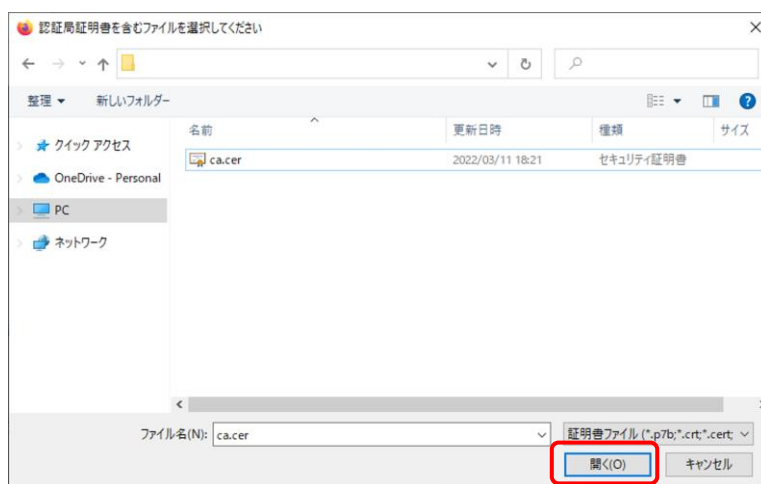 認証局証明書を含むファイルを選択してください
整理 新しいフォルダー
名前 更新日時 種類 サイズ
クイック アクセス
ca.cer 2022/03/11 18:21 セキュリティ証明書
OneDrive - Personal
PC
ネットワーク
ファイル名(N): ca.cer 証明書ファイル (*.p7b;*.crt;*.cert;
開く(O) キャンセル